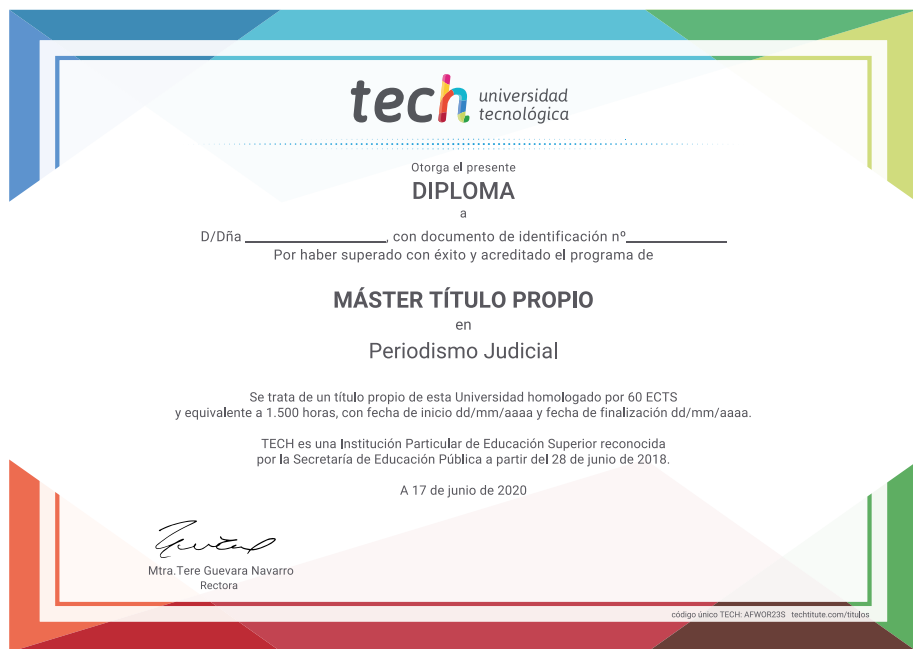 tech universidad
tecnológica
Otorga el presente
DIPLOMA
a
D/Dña ______________, con documento de identificación nº__________
Por haber superado con éxito y acreditado el programa de
MÁSTER TÍTULO PROPIO
en
Periodismo Judicial
Se trata de un título propio de esta Universidad homologado por 60 ECTS
y equivalente a 1.500 horas, con fecha de inicio dd/mm/aaaa y fecha de finalización dd/mm/aaaa.
TECH es una Institución Particular de Educación Superior reconocida
por la Secretaría de Educación Pública a partir del 28 de junio de 2018.
A 17 de junio de 2020
Mtra.Tere Guevara Navarro
Rectora
código único TECH: AFWOR23S techtitute.com/titulos